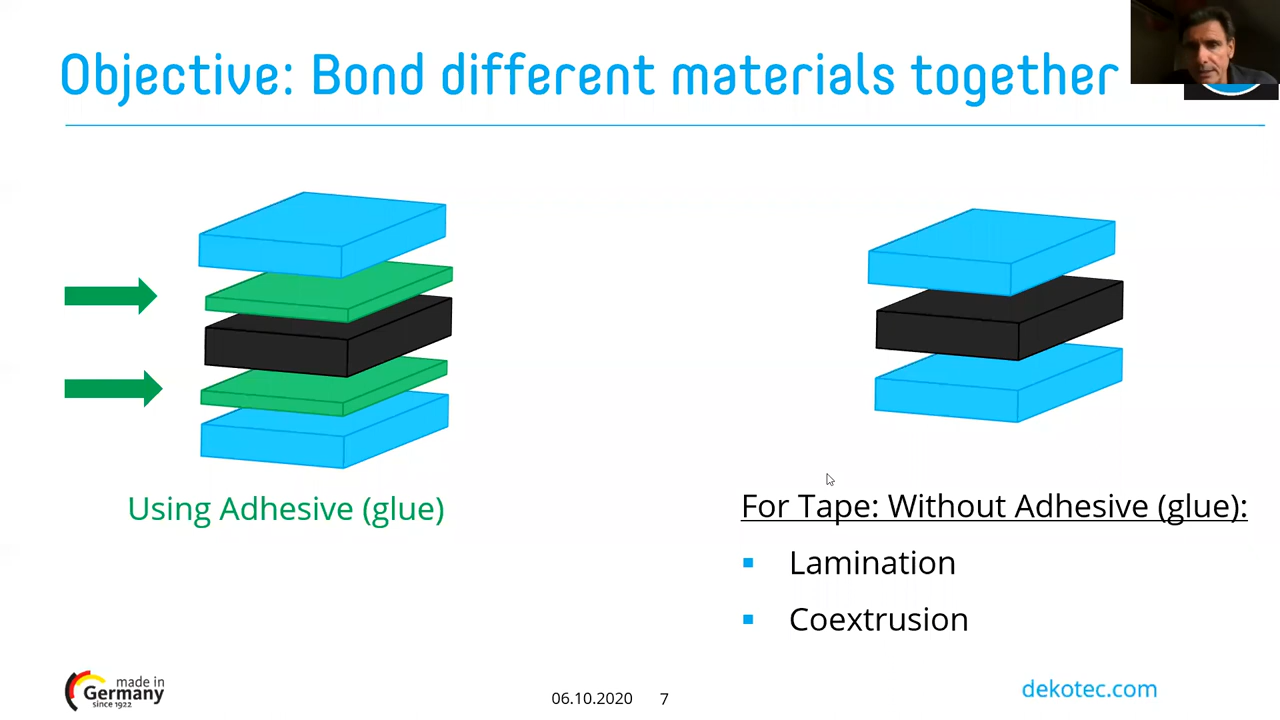 Objective: Bond different materials together
Using Adhesive (glue)
For Tape: Without Adhesive (glue):
Lamination
Coextrusion
made in
Germany
since 1922
06.10.2020
7
dekotec.com